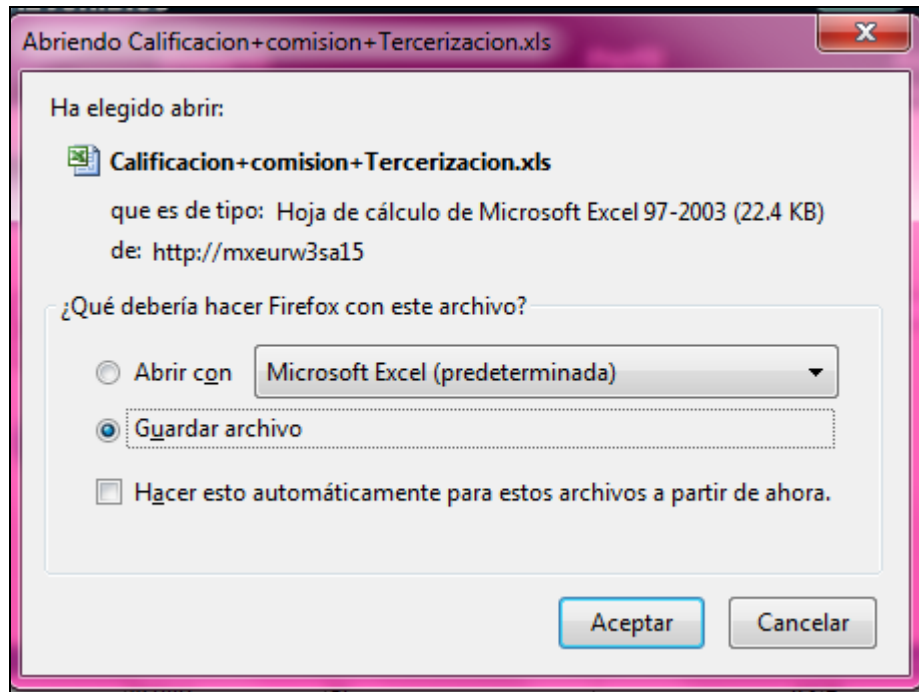 Abriendo Calificacion+comision+Tercerizacion.xls
Ha elegido abrir:
Calificacion+comision+Tercerizacion.xls
que es de tipo: Hoja de cálculo de Microsoft Excel 97-2003 (22.4 KB)
de: http://mxeurw3sa15
¿Qué debería hacer Firefox con este archivo?
Abrir con Microsoft Excel (predeterminada)
Guardar archivo
Hacer esto automáticamente para estos archivos a partir de ahora.
Aceptar Cancelar